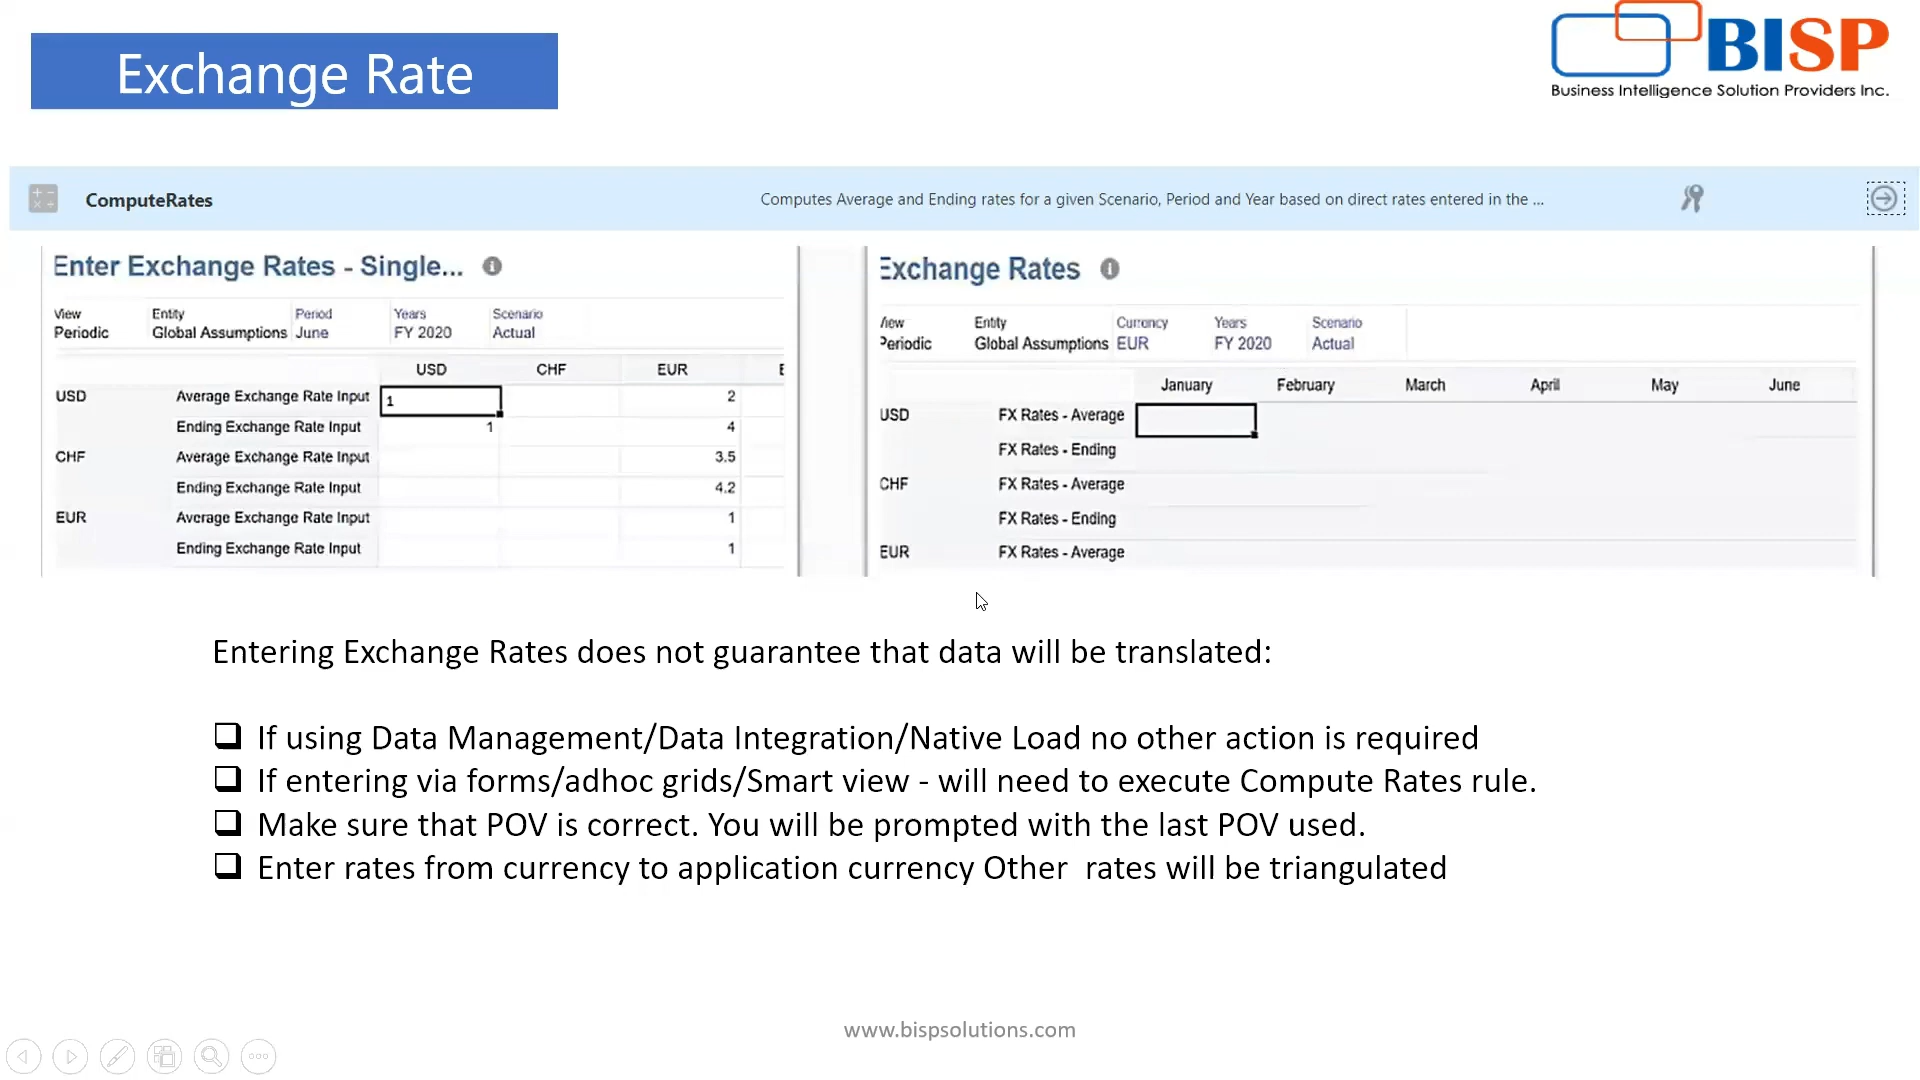 Exchange Rate
BISP
Business Intelligence Solution Providers Inc.
ComputeRates Computes Average and Ending rates for a given Scenario, Period and Year based on direct rates entered in the ...
Enter Exchange Rates - Single...
View Entity Period Years Scenario
Periodic Global Assumptions June FY 2020 Actual
USD CHF EUR
USD Average Exchange Rate Input 1 2
Ending Exchange Rate Input 1 4
CHF Average Exchange Rate Input 3.5
Ending Exchange Rate Input 4.2
EUR Average Exchange Rate Input 1
Ending Exchange Rate Input 1
Exchange Rates
View Entity Currency Years Scenario
Periodic Global Assumptions EUR FY 2020 Actual
January February March April May June
USD FX Rates - Average
FX Rates - Ending
CHF FX Rates - Average
FX Rates - Ending
EUR FX Rates - Average
Entering Exchange Rates does not guarantee that data will be translated:
If using Data Management/Data Integration/Native Load no other action is required
If entering via forms/adhoc grids/Smart view - will need to execute Compute Rates rule.
Make sure that POV is correct. You will be prompted with the last POV used.
Enter rates from currency to application currency Other rates will be triangulated
www.bispsolutions.com